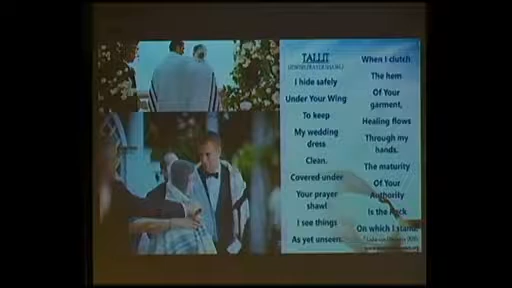 TALLIT
I hide safely
Under Your Wing
To keep
My wedding
dress
Clean.
Covered under
Your prayer
shawl
I see things
As yet unseen.
When I clutch
The hem
Of Your
garment,
Healing flows
Through my
hands.
The maturity
Of Your
Authority
Is the Rock
On which I stand.